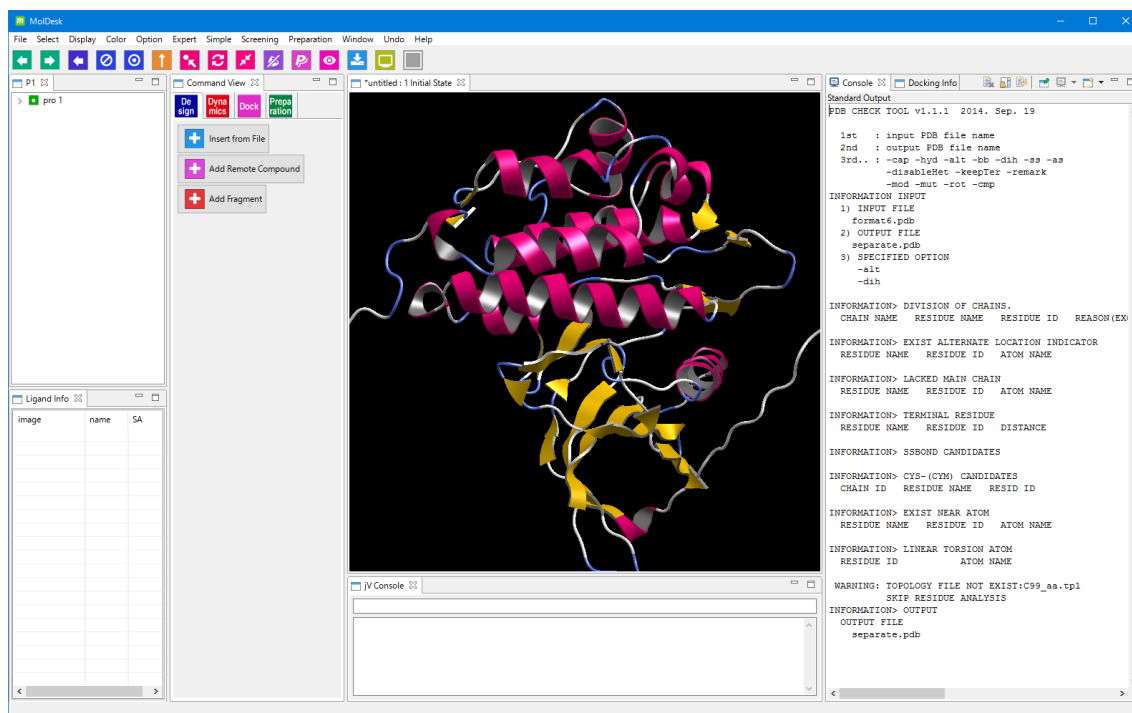 MolDesk
File Select Display Color Option Expert Simple Screening Preparation Window Undo Help
P1
pro 1
Ligand Info
image name SA
Command View
De
sign
Dyna
mics
Dock
Prepa
ration
Insert from File
Add Remote Compound
Add Fragment
*untitled : 1 Initial State
jV Console
Console Docking Info
Standard Output
PDB CHECK TOOL v1.1.1 2014. Sep. 19
1st : input PDB file name
2nd : output PDB file name
3rd.. : -cap -hyd -alt -bb -dih -ss -as
-disableHet -keepTer -remark
-mod -mut -rot -cmp
INFORMATION INPUT
1) INPUT FILE
format6.pdb
2) OUTPUT FILE
separate.pdb
3) SPECIFIED OPTION
-alt
-dih
INFORMATION> DIVISION OF CHAINS.
CHAIN NAME RESIDUE NAME RESIDUE ID REASON(EX
INFORMATION> EXIST ALTERNATE LOCATION INDICATOR
RESIDUE NAME RESIDUE ID ATOM NAME
INFORMATION> LACKED MAIN CHAIN
RESIDUE NAME RESIDUE ID ATOM NAME
INFORMATION> TERMINAL RESIDUE
RESIDUE NAME RESIDUE ID DISTANCE
INFORMATION> SSBOND CANDIDATES
INFORMATION> CYS-(CYM) CANDIDATES
CHAIN ID RESIDUE NAME RESID ID
INFORMATION> EXIST NEAR ATOM
RESIDUE NAME RESIDUE ID ATOM NAME
INFORMATION> LINEAR TORSION ATOM
RESIDUE ID ATOM NAME
WARNING: TOPOLOGY FILE NOT EXIST:C99_aa.tpl
SKIP RESIDUE ANALYSIS
INFORMATION> OUTPUT
OUTPUT FILE
separate.pdb